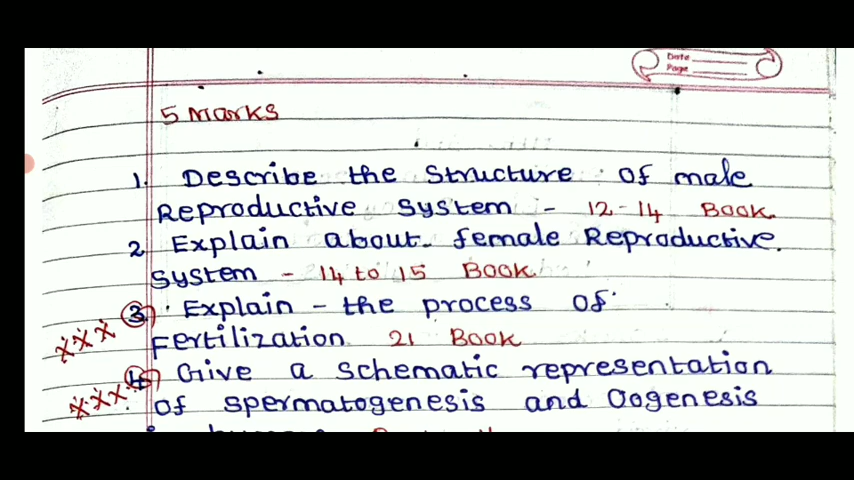 Date
Page
5 Marks
1. Describe the Structure of male
Reproductive System - 12-14 Book
2 Explain about female Reproductive
System - 14 to 15 Book
xxx 3 Explain - the process of
Fertilization 21 Book
xxx 4 Give a schematic representation
of spermatogenesis and Oogenesis